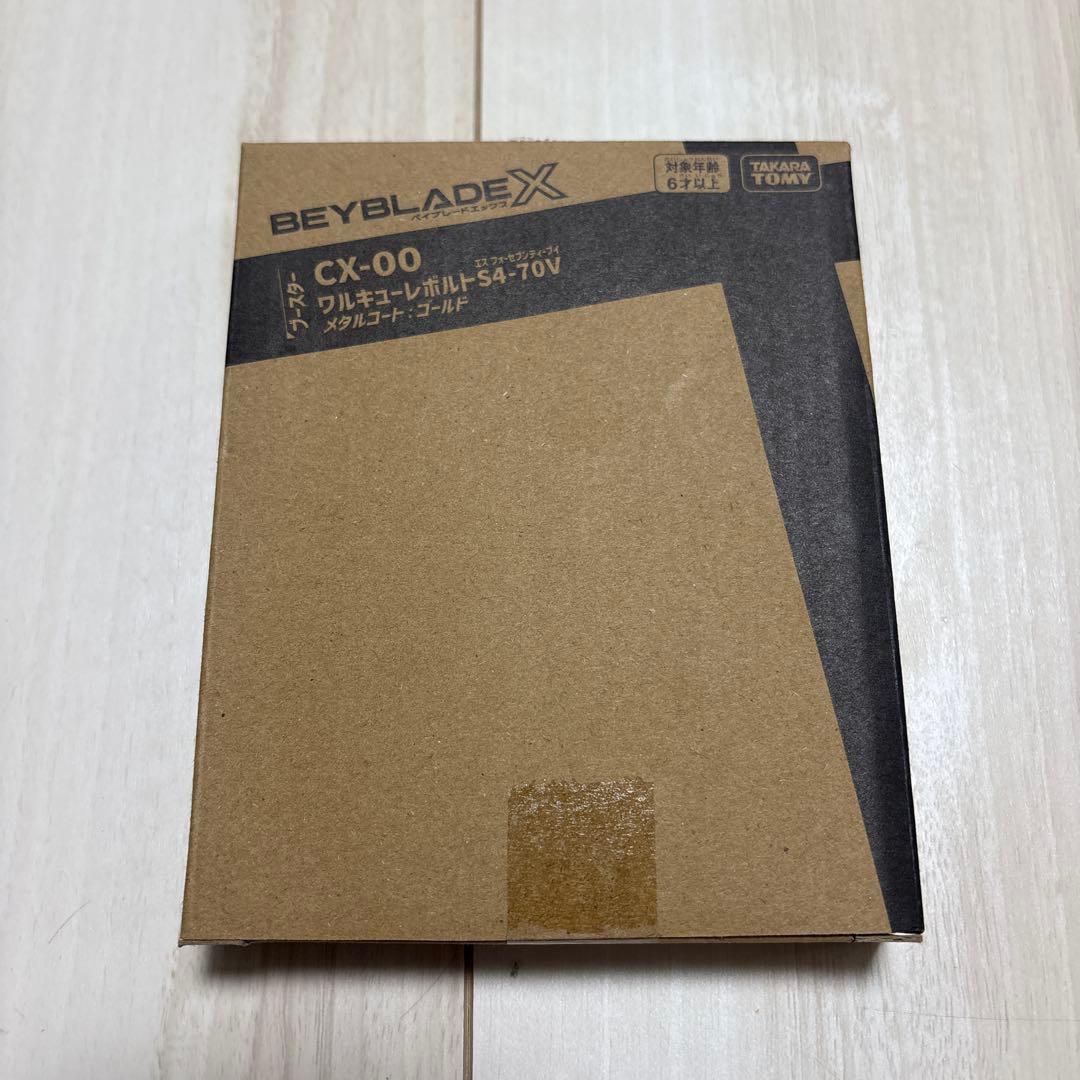 BEYBLADE X
ベイブレードエックス
対象年齢
6才以上
TAKARA
TOMY
ブースター
CX-00
エス フォーセブンティーブイ
ワルキューレボルトS4-70V
メタルコート：ゴールド